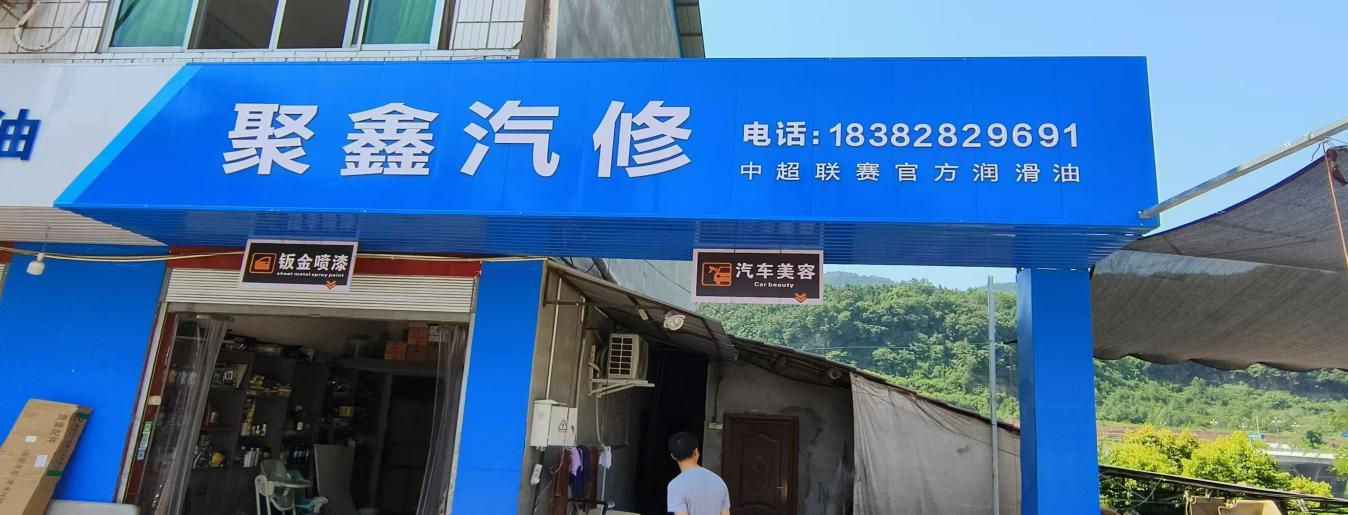 油
聚鑫汽修
电话:18382829691
中超联赛官方润滑油
钣金喷漆
sheet metal spray paint
汽车美容
Car beauty